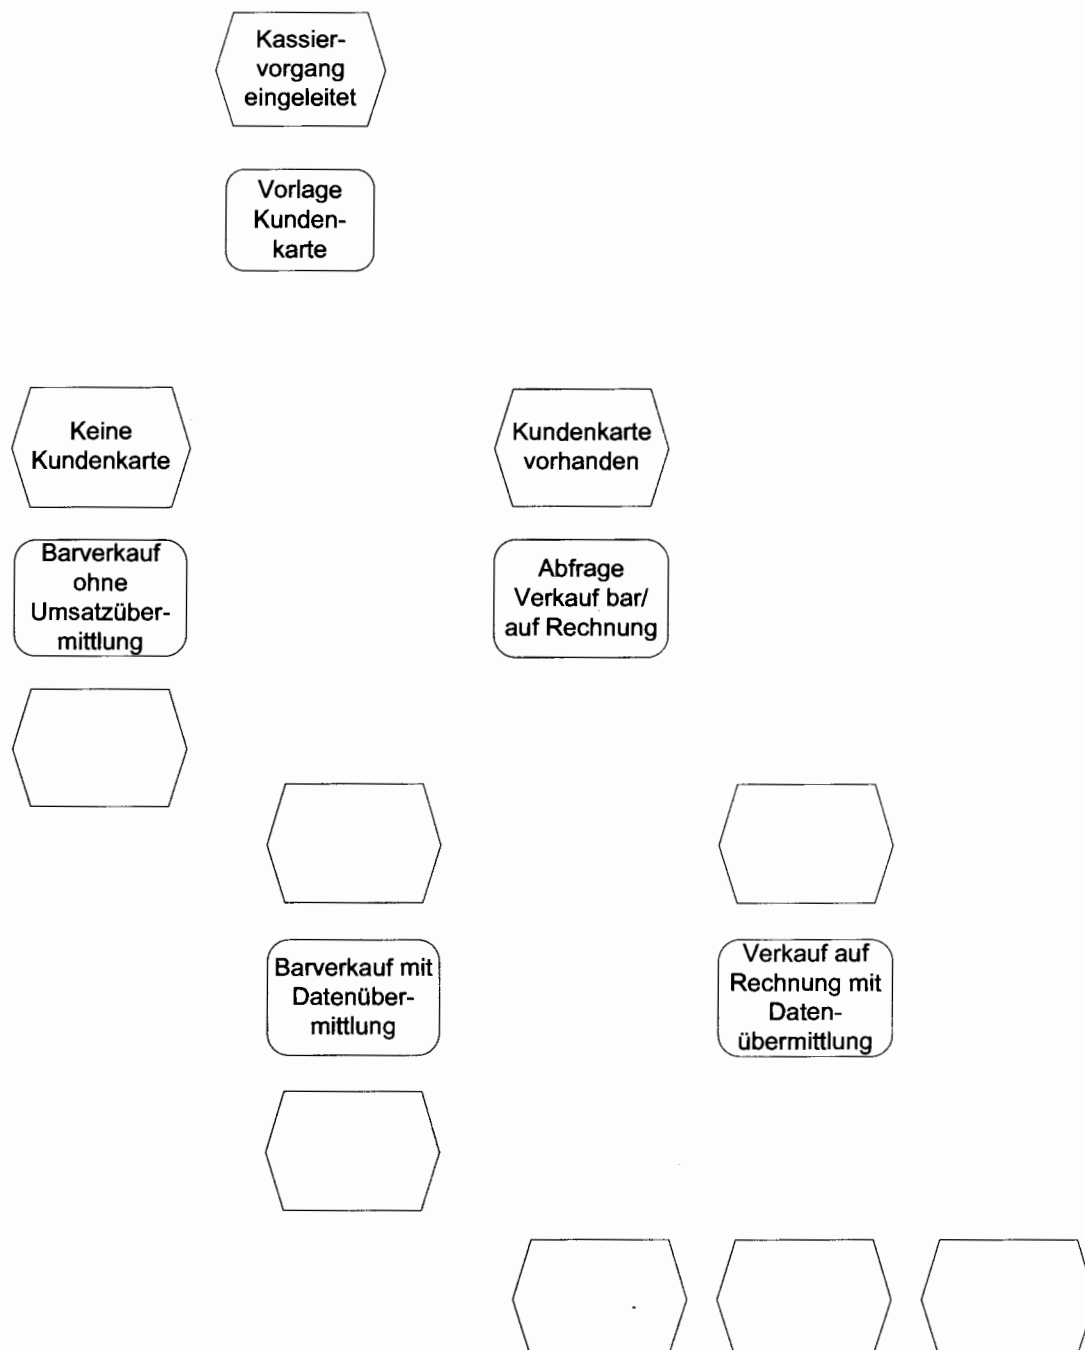 Kassier-
vorgang
eingeleitet
Vorlage
Kunden-
karte
Keine
Kundenkarte
Kundenkarte
vorhanden
Barverkauf
ohne
Umsatzüber-
mittlung
Abfrage
Verkauf bar/
auf Rechnung
Barverkauf mit
Datenüber-
mittlung
Verkauf auf
Rechnung mit
Daten-
übermittlung